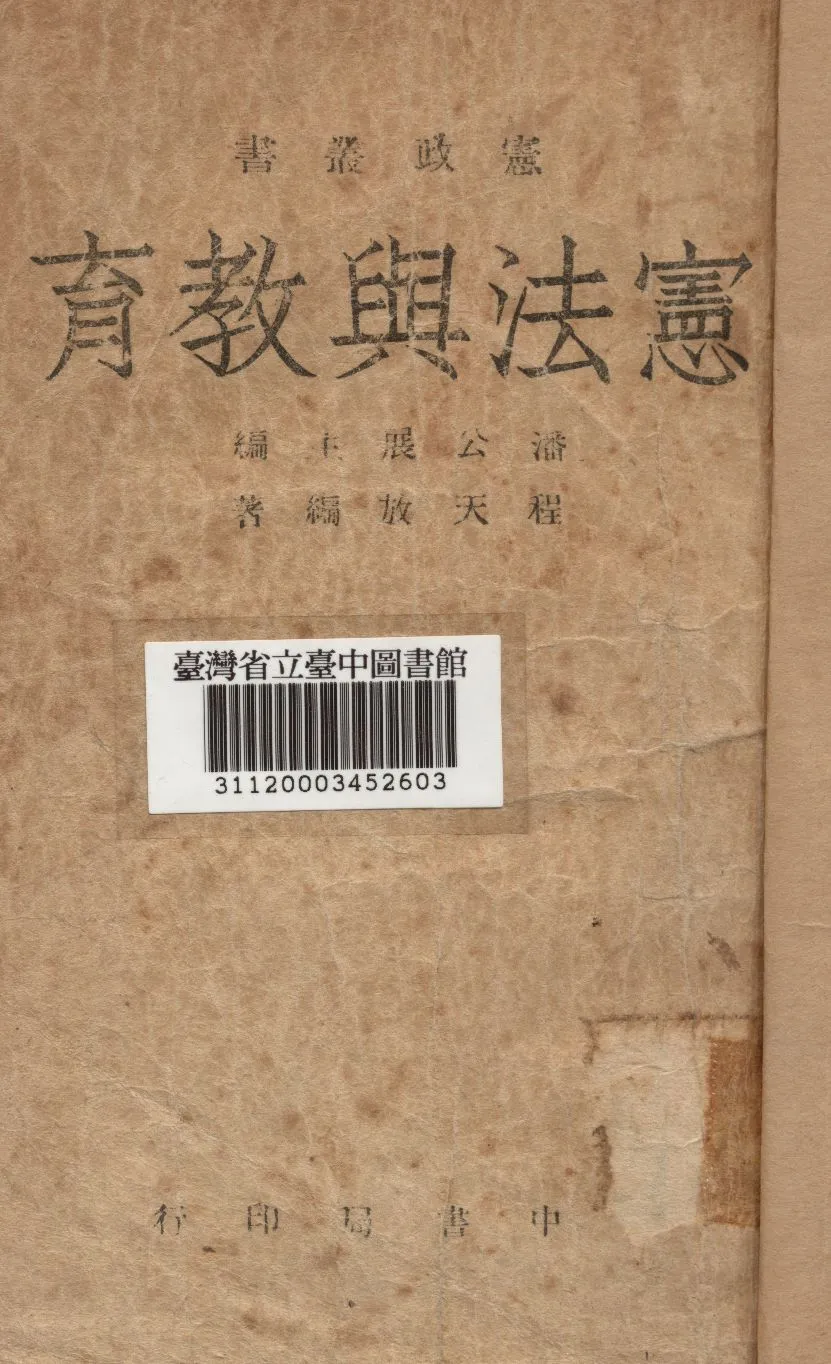 憲政叢書
憲法與教育
潘公展主編
程天放編著
臺灣省立臺中圖書館
31120003452603
中書局印行